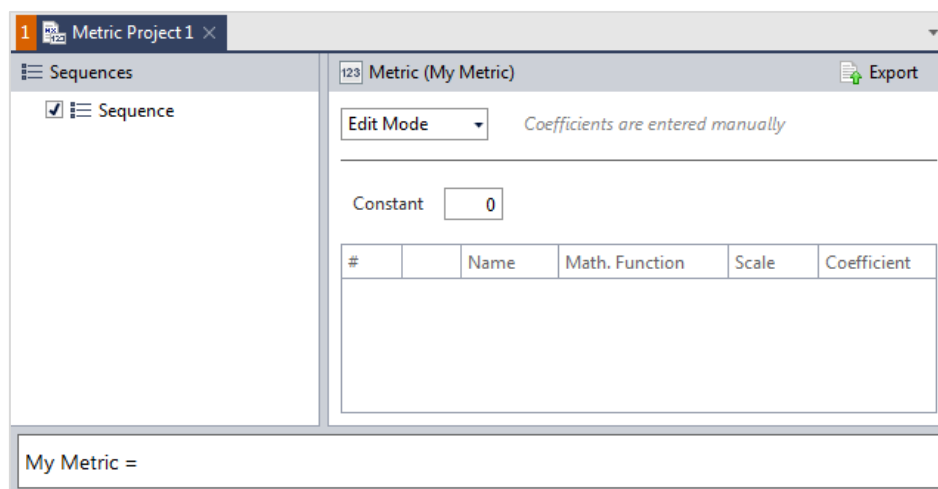 1 Metric Project 1
Sequences
Sequence
123 Metric (My Metric) Export
Edit Mode Coefficients are entered manually
Constant 0
# Name Math. Function Scale Coefficient
My Metric =